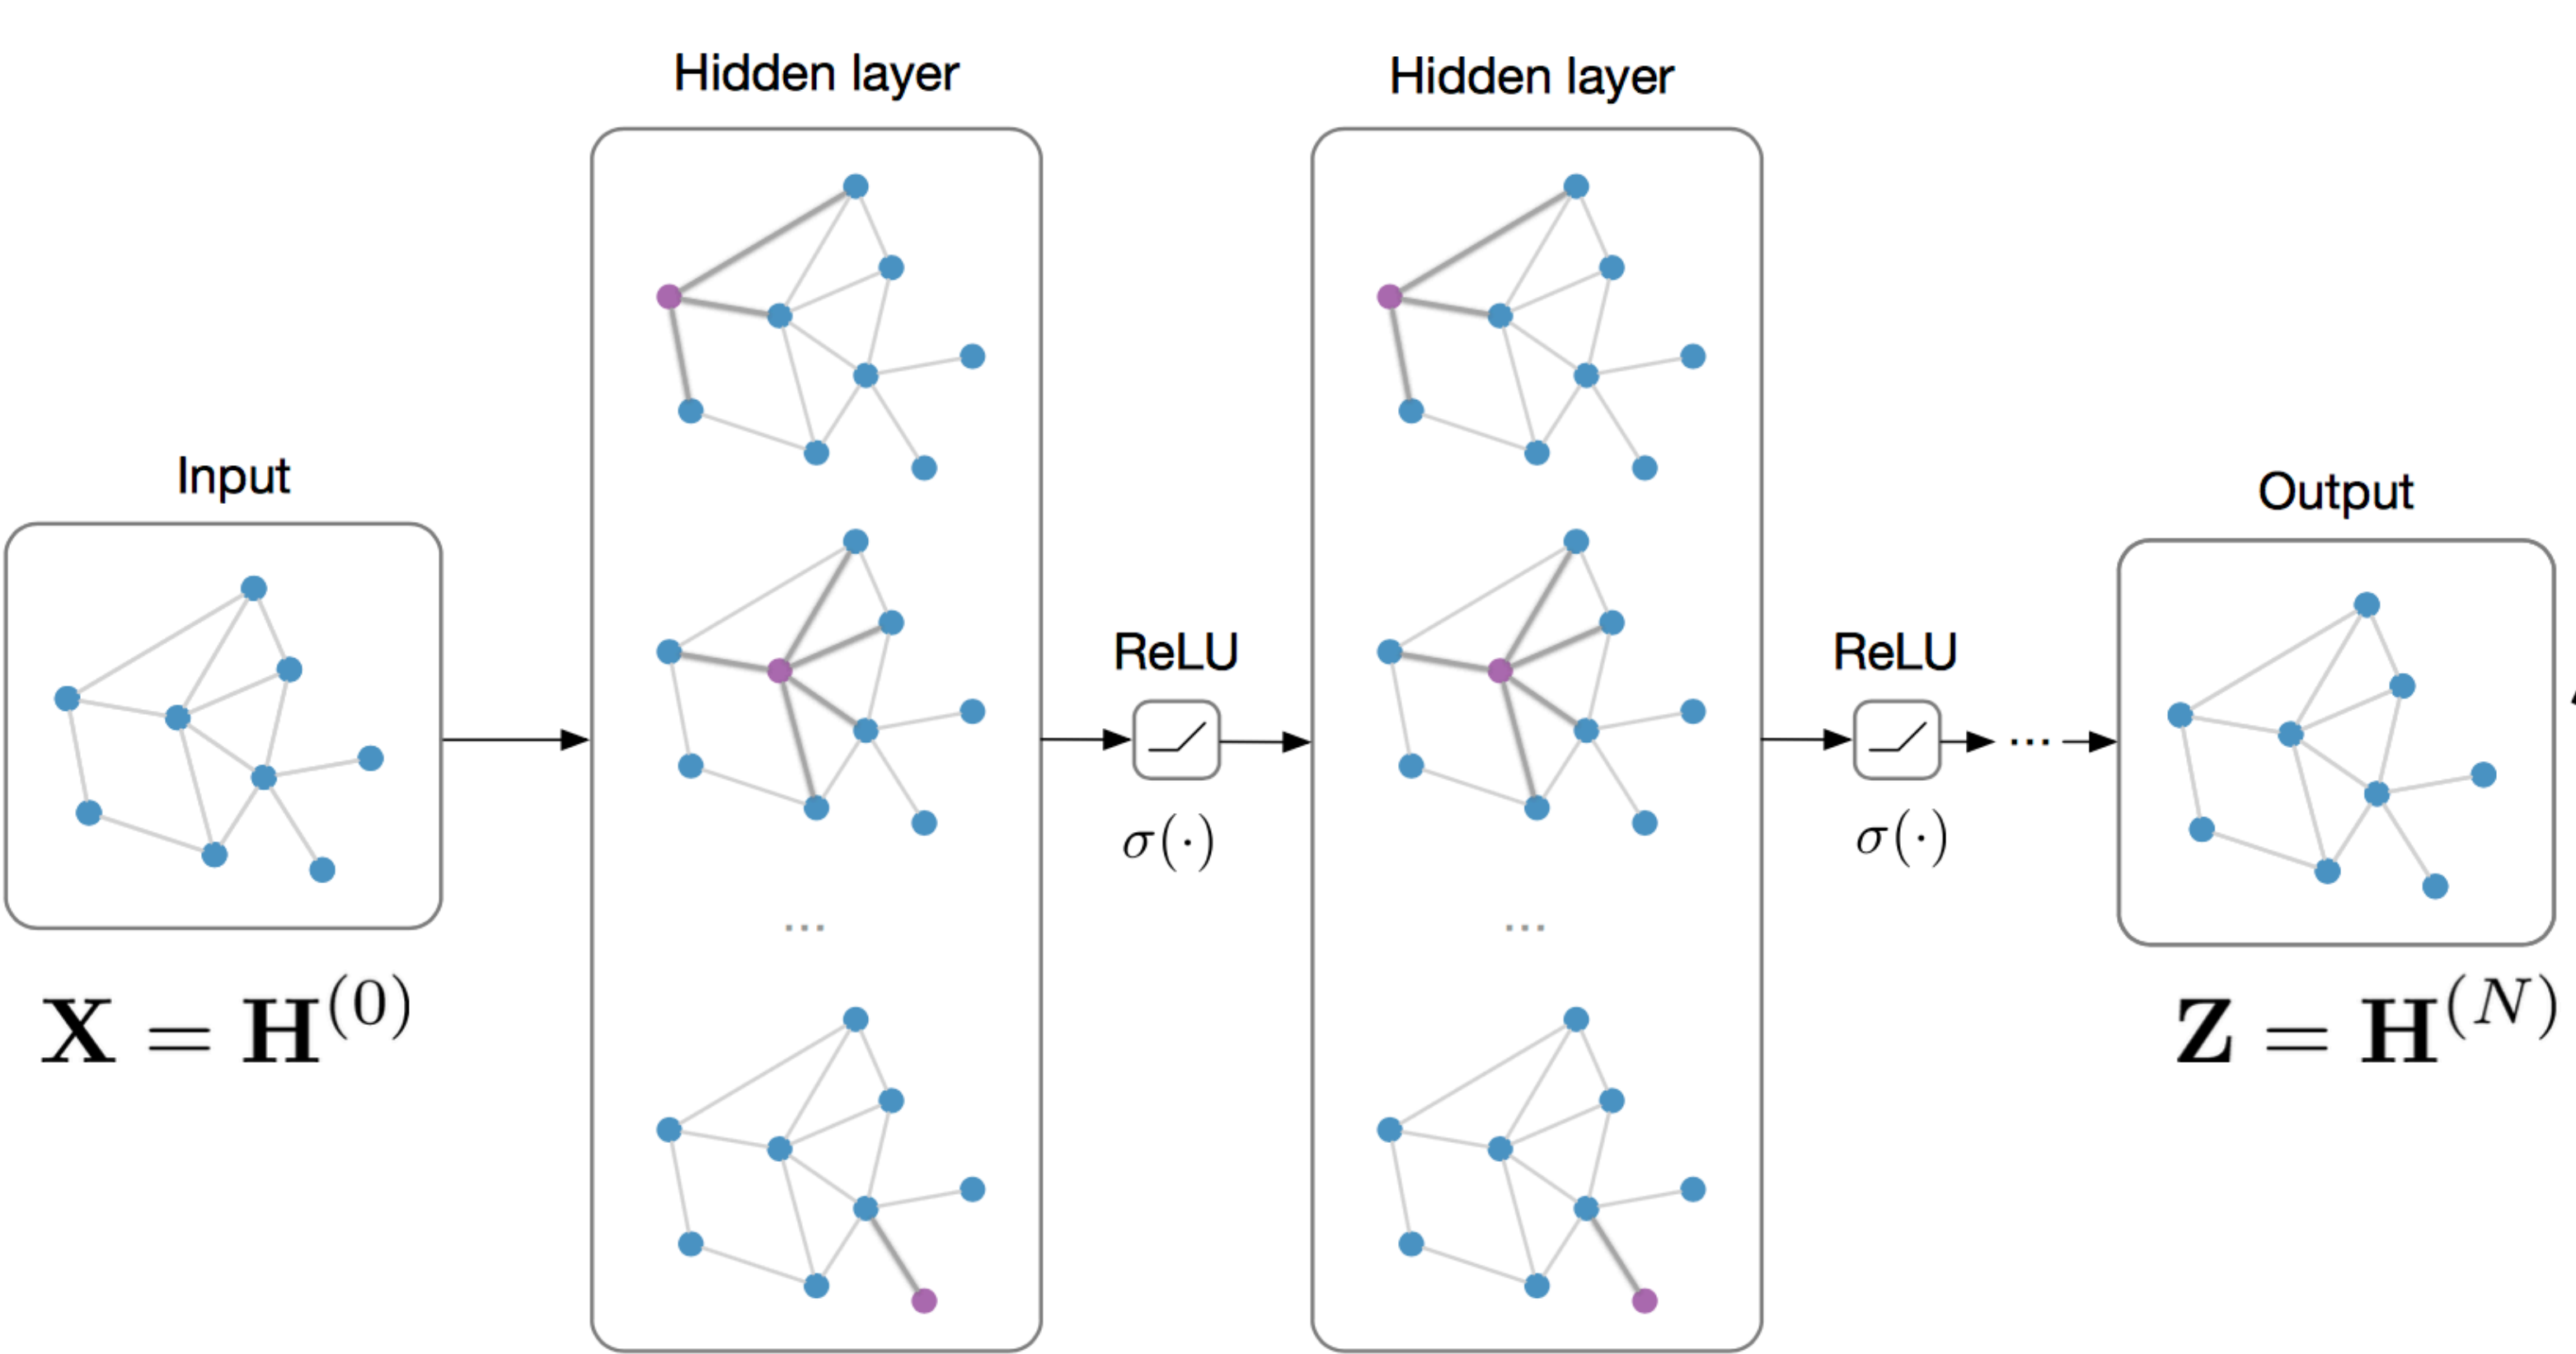 Hidden layer
Hidden layer
Input
Output
ReLU
ReLU
σ(·)
σ(·)
...
...
...
X = H^(0)
Z = H^(N)